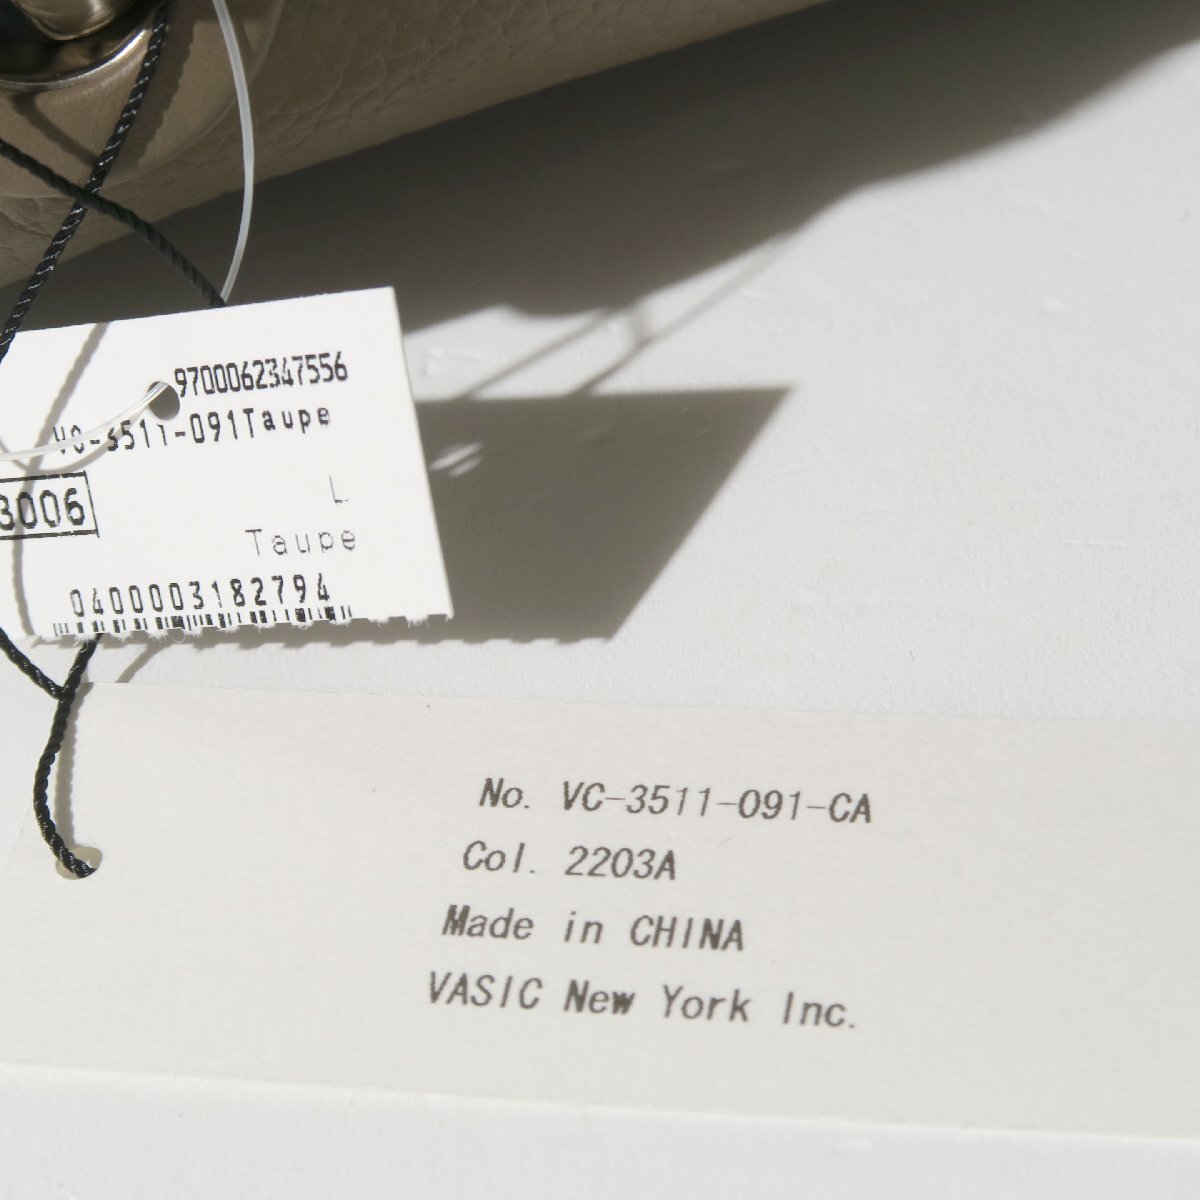 9700062347556
VC-3511-091Taupe
L
3006
Taupe
0400003182794
No. VC-3511-091-CA
Col. 2203A
Made in CHINA
VASIC New York Inc.